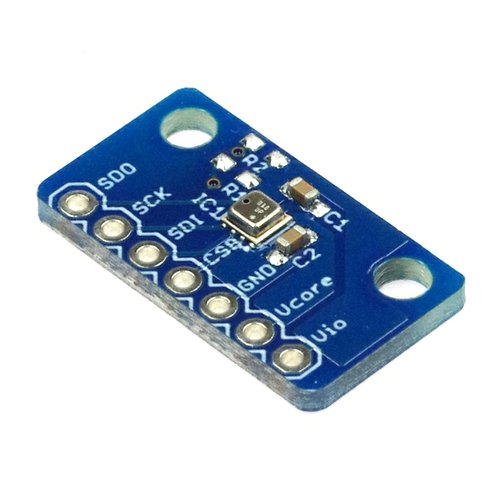 SDO
SCK
SDI
CSB
GND
Vcore
Vio
R2
R1
IC1
C1
C2